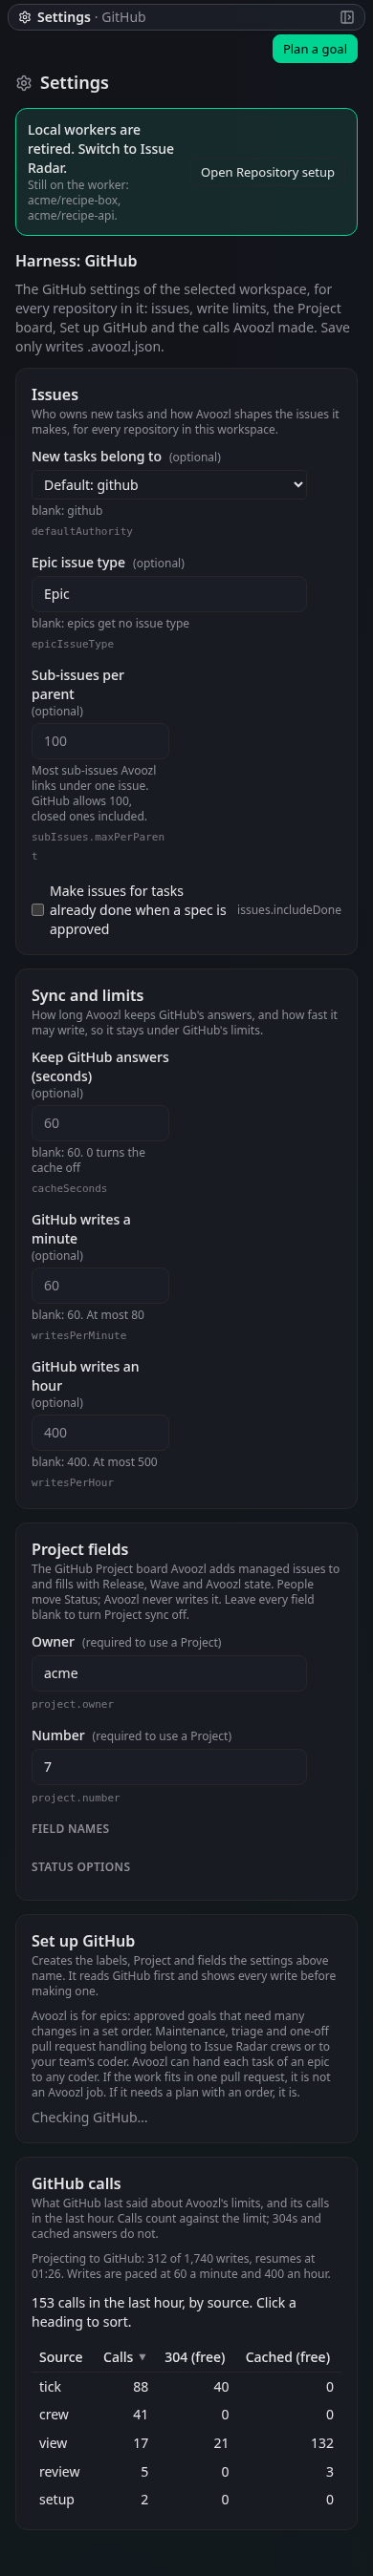 Settings · GitHub
Plan a goal
Settings
Local workers are
retired. Switch to Issue
Radar.
Still on the worker:
acme/recipe-box,
acme/recipe-api.
Open Repository setup
Harness: GitHub
The GitHub settings of the selected workspace, for
every repository in it: issues, write limits, the Project
board, Set up GitHub and the calls Avoozl made. Save
only writes .avoozl.json.
Issues
Who owns new tasks and how Avoozl shapes the issues it
makes, for every repository in this workspace.
New tasks belong to (optional)
Default: github
blank: github
defaultAuthority
Epic issue type (optional)
Epic
blank: epics get no issue type
epicIssueType
Sub-issues per
parent
(optional)
100
Most sub-issues Avoozl
links under one issue.
GitHub allows 100,
closed ones included.
subIssues.maxPerParen
t
Make issues for tasks
already done when a spec is
approved
issues.includeDone
Sync and limits
How long Avoozl keeps GitHub's answers, and how fast it
may write, so it stays under GitHub's limits.
Keep GitHub answers
(seconds)
(optional)
60
blank: 60. 0 turns the
cache off
cacheSeconds
GitHub writes a
minute
(optional)
60
blank: 60. At most 80
writesPerMinute
GitHub writes an
hour
(optional)
400
blank: 400. At most 500
writesPerHour
Project fields
The GitHub Project board Avoozl adds managed issues to
and fills with Release, Wave and Avoozl state. People
move Status; Avoozl never writes it. Leave every field
blank to turn Project sync off.
Owner (required to use a Project)
acme
project.owner
Number (required to use a Project)
7
project.number
FIELD NAMES
STATUS OPTIONS
Set up GitHub
Creates the labels, Project and fields the settings above
name. It reads GitHub first and shows every write before
making one.
Avoozl is for epics: approved goals that need many
changes in a set order. Maintenance, triage and one-off
pull request handling belong to Issue Radar crews or to
your team's coder. Avoozl can hand each task of an epic
to any coder. If the work fits in one pull request, it is not
an Avoozl job. If it needs a plan with an order, it is.
Checking GitHub...
GitHub calls
What GitHub last said about Avoozl's limits, and its calls
in the last hour. Calls count against the limit; 304s and
cached answers do not.
Projecting to GitHub: 312 of 1,740 writes, resumes at
01:26. Writes are paced at 60 a minute and 400 an hour.
153 calls in the last hour, by source. Click a
heading to sort.
Source Calls ▼ 304 (free) Cached (free)
tick 88 40 0
crew 41 0 0
view 17 21 132
review 5 0 3
setup 2 0 0